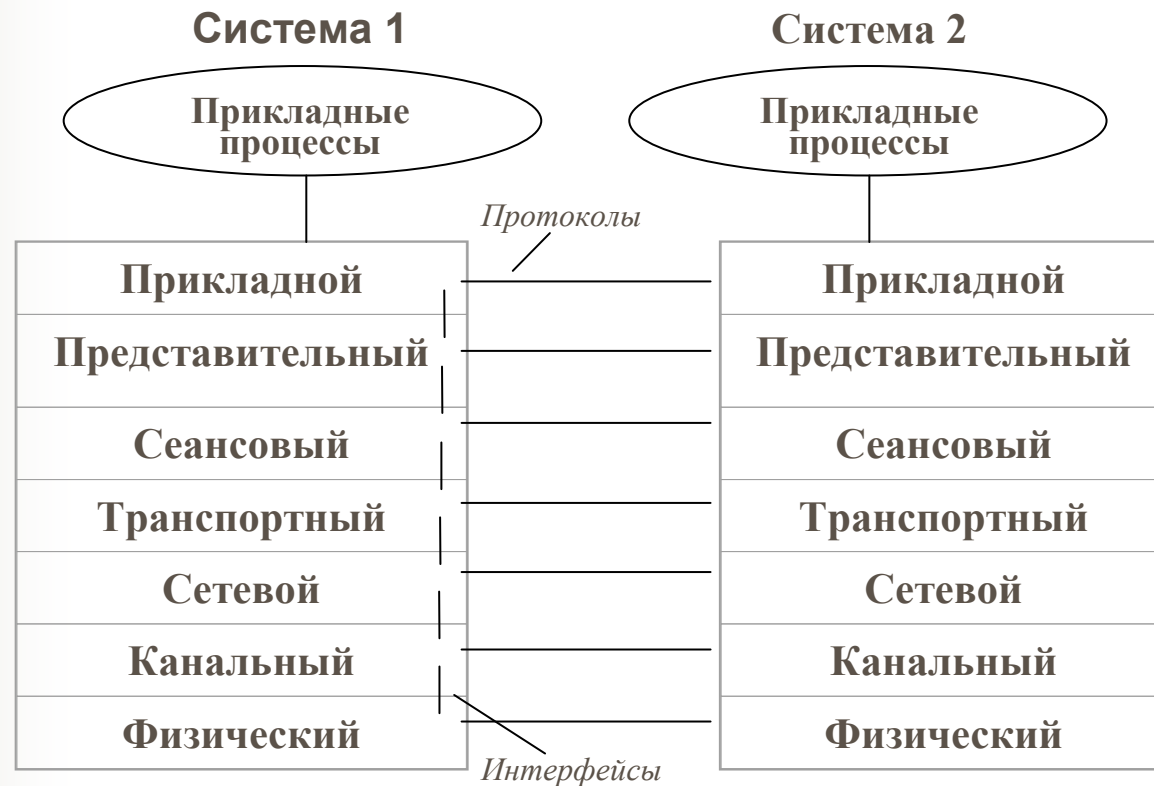 Система 1
Система 2
Прикладные
процессы
Прикладные
процессы
Протоколы
Прикладной
Прикладной
Представительный
Представительный
Сеансовый
Сеансовый
Транспортный
Транспортный
Сетевой
Сетевой
Канальный
Канальный
Физический
Физический
Интерфейсы